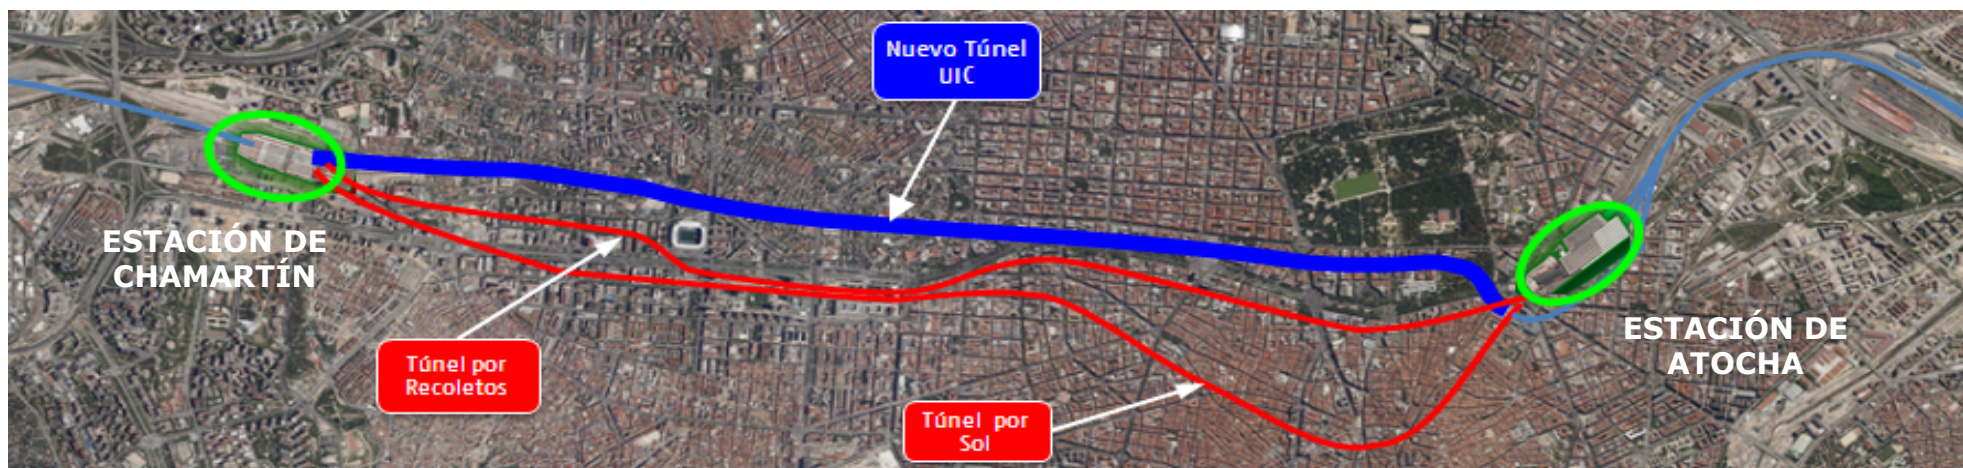 Nuevo Túnel
UIC
ESTACIÓN DE
CHAMARTÍN
Túnel por
Recoletos
Túnel por
Sol
ESTACIÓN DE
ATOCHA